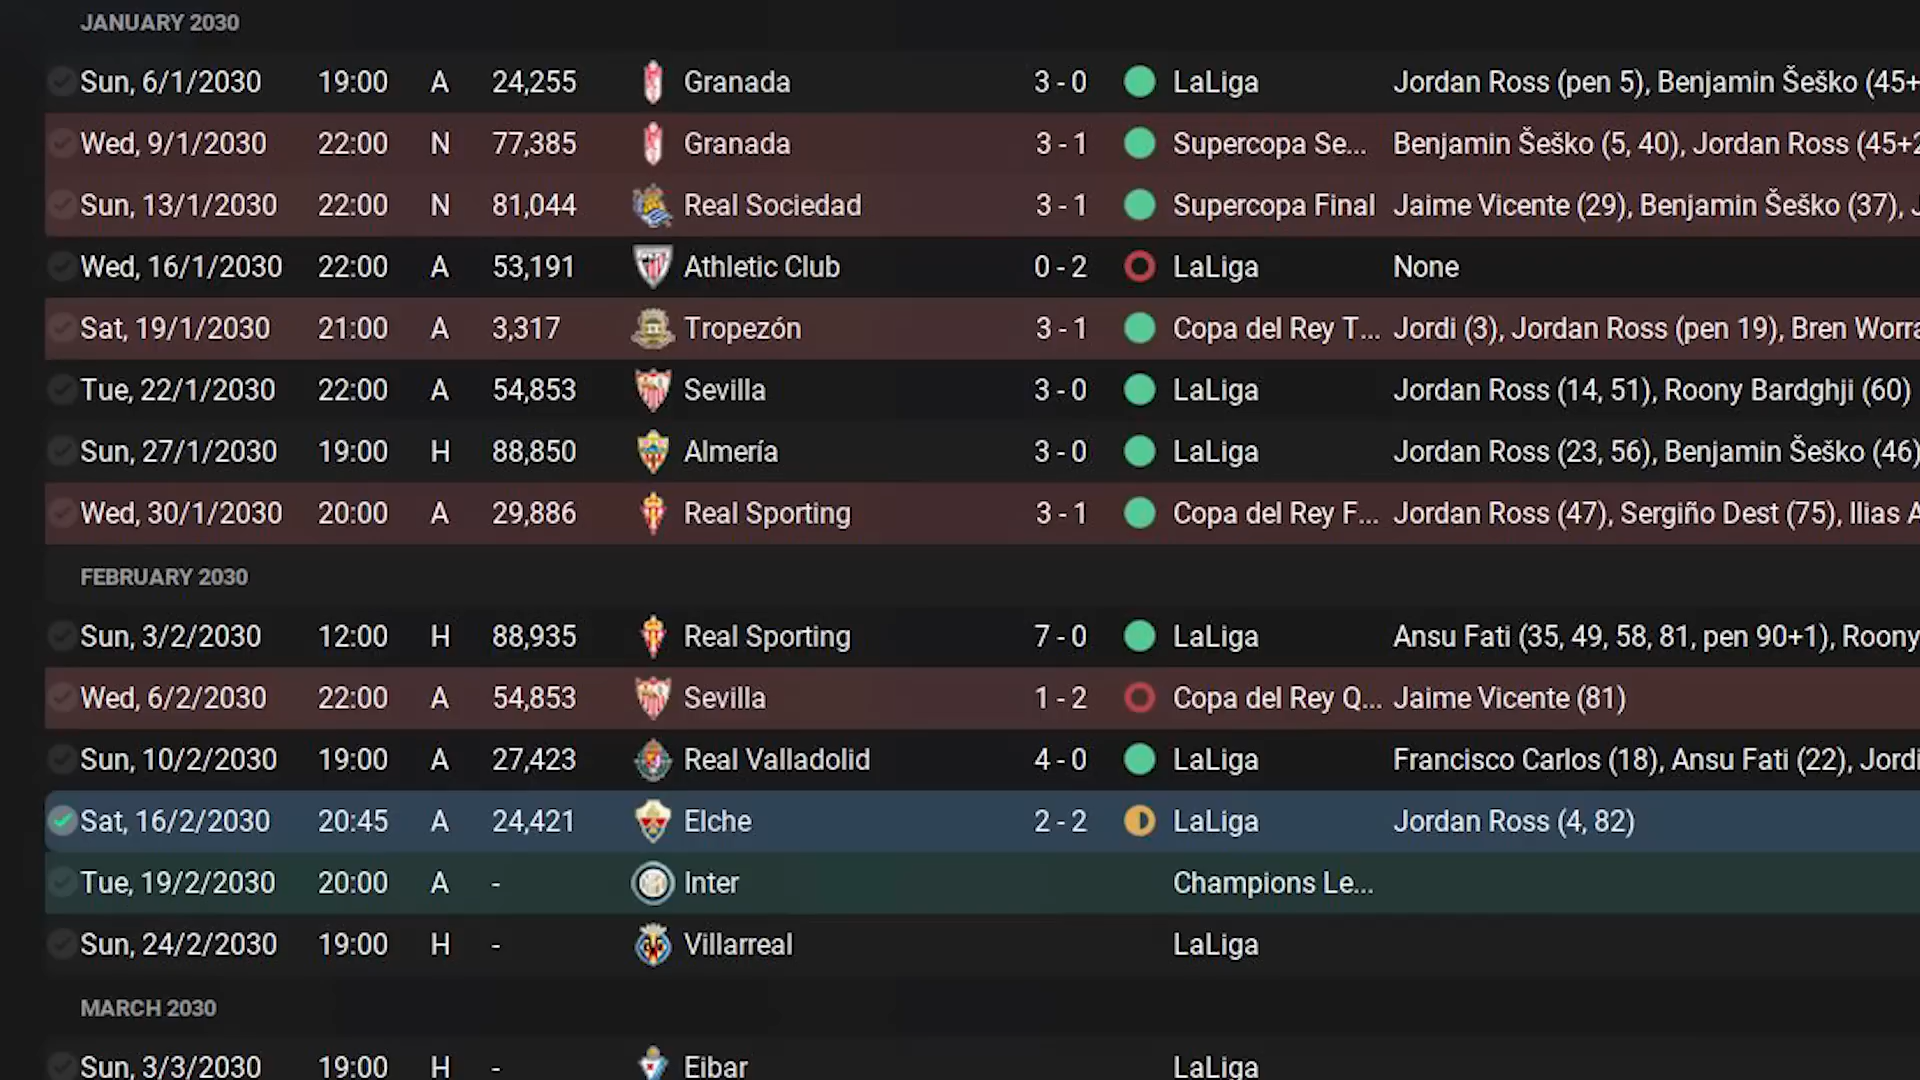 JANUARY 2030
Sun, 6/1/2030 19:00 A 24,255 Granada 3 - 0 LaLiga Jordan Ross (pen 5), Benjamin Šeško (45+
Wed, 9/1/2030 22:00 N 77,385 Granada 3 - 1 Supercopa Se... Benjamin Šeško (5, 40), Jordan Ross (45+2
Sun, 13/1/2030 22:00 N 81,044 Real Sociedad 3 - 1 Supercopa Final Jaime Vicente (29), Benjamin Šeško (37), J
Wed, 16/1/2030 22:00 A 53,191 Athletic Club 0 - 2 LaLiga None
Sat, 19/1/2030 21:00 A 3,317 Tropezón 3 - 1 Copa del Rey T... Jordi (3), Jordan Ross (pen 19), Bren Worra
Tue, 22/1/2030 22:00 A 54,853 Sevilla 3 - 0 LaLiga Jordan Ross (14, 51), Roony Bardghji (60)
Sun, 27/1/2030 19:00 H 88,850 Almería 3 - 0 LaLiga Jordan Ross (23, 56), Benjamin Šeško (46)
Wed, 30/1/2030 20:00 A 29,886 Real Sporting 3 - 1 Copa del Rey F... Jordan Ross (47), Sergiño Dest (75), Ilias A
FEBRUARY 2030
Sun, 3/2/2030 12:00 H 88,935 Real Sporting 7 - 0 LaLiga Ansu Fati (35, 49, 58, 81, pen 90+1), Roony
Wed, 6/2/2030 22:00 A 54,853 Sevilla 1 - 2 Copa del Rey Q... Jaime Vicente (81)
Sun, 10/2/2030 19:00 A 27,423 Real Valladolid 4 - 0 LaLiga Francisco Carlos (18), Ansu Fati (22), Jordi
Sat, 16/2/2030 20:45 A 24,421 Elche 2 - 2 LaLiga Jordan Ross (4, 82)
Tue, 19/2/2030 20:00 A - Inter Champions Le...
Sun, 24/2/2030 19:00 H - Villarreal LaLiga
MARCH 2030
Sun, 3/3/2030 19:00 H - Eibar LaLiga